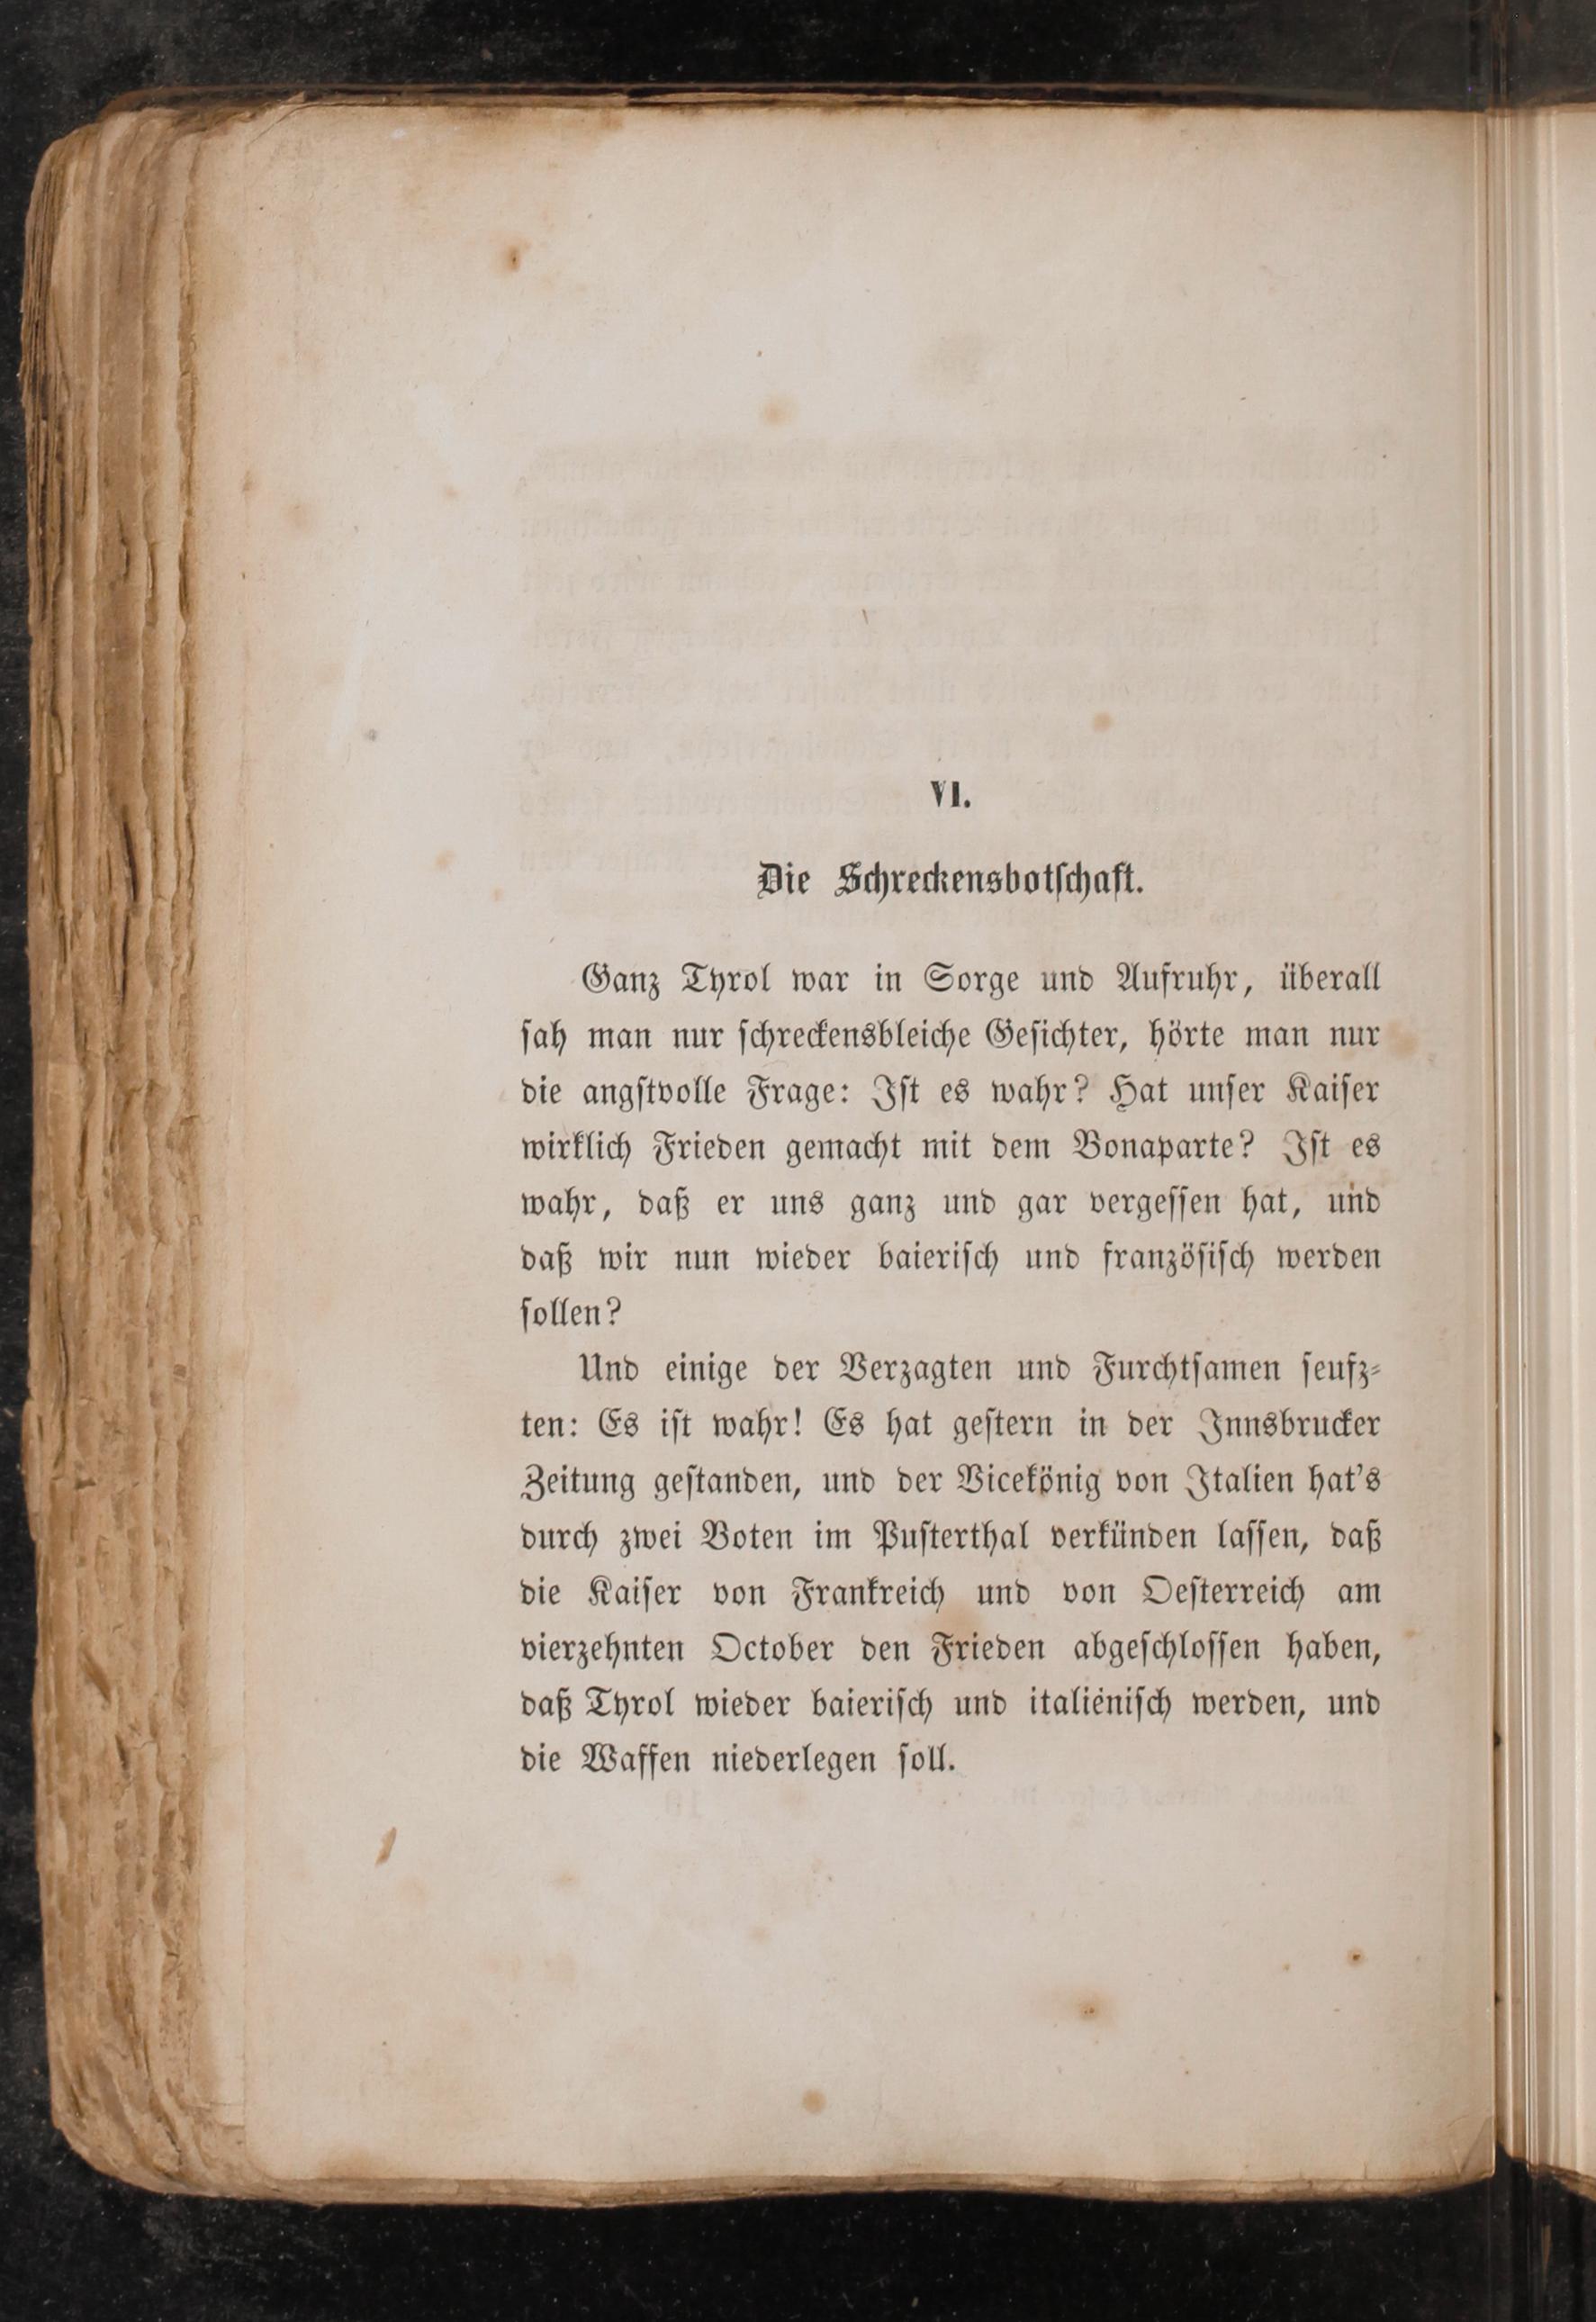 VI.
Die Schreckensbotſchaft.
Ganz Tyrol war in Sorge und Aufruhr, überall
ſah man nur ſchreckensbleiche Geſichter, hörte man nur
die angſtvolle Frage: Iſt es wahr? Hat unſer Kaiſer
wirklich Frieden gemacht mit dem Bonaparte? Iſt es
wahr, daß er uns ganz und gar vergeſſen hat, und
daß wir nun wieder baieriſch und franzöſiſch werden
ſollen?
Und einige der Verzagten und Furchtſamen ſeufz⸗
ten: Es iſt wahr! Es hat geſtern in der Innsbrucker
Zeitung geſtanden, und der Vicekönig von Italien hat's
durch zwei Boten im Puſterthal verkünden laſſen, daß
die Kaiſer von Frankreich und von Oeſterreich am
vierzehnten October den Frieden abgeſchloſſen haben,
daß Tyrol wieder baieriſch und italieniſch werden, und
die Waffen niederlegen ſoll.